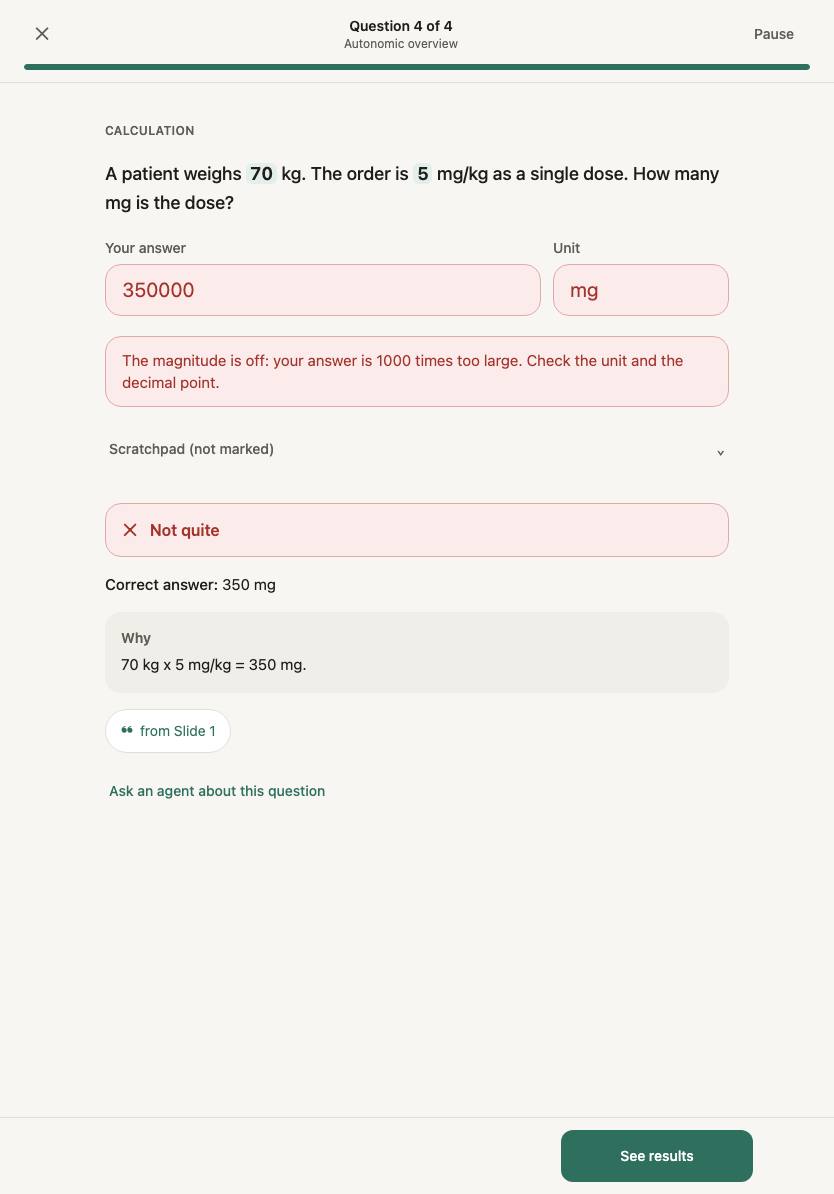 Question 4 of 4
Autonomic overview
Pause
CALCULATION
A patient weighs 70 kg. The order is 5 mg/kg as a single dose. How many
mg is the dose?
Your answer
Unit
350000
mg
The magnitude is off: your answer is 1000 times too large. Check the unit and the
decimal point.
Scratchpad (not marked)
Not quite
Correct answer: 350 mg
Why
70 kg x 5 mg/kg = 350 mg.
❝ from Slide 1
Ask an agent about this question
See results